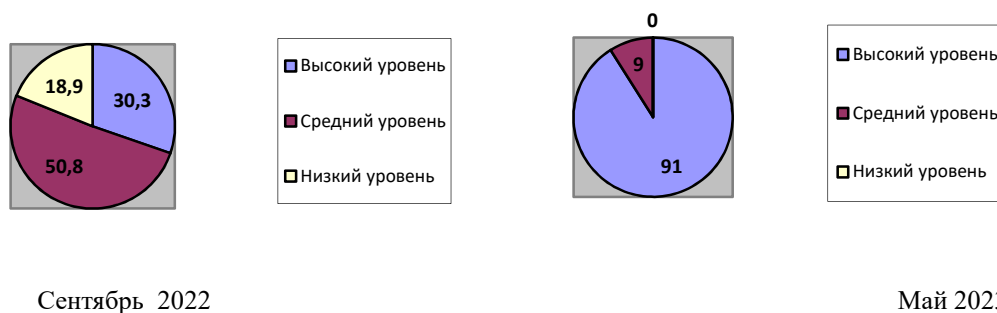 18,9
30,3
50,8
Высокий уровень
Средний уровень
Низкий уровень
0
9
91
Высокий уровень
Средний уровень
Низкий уровень
Сентябрь 2022
Май